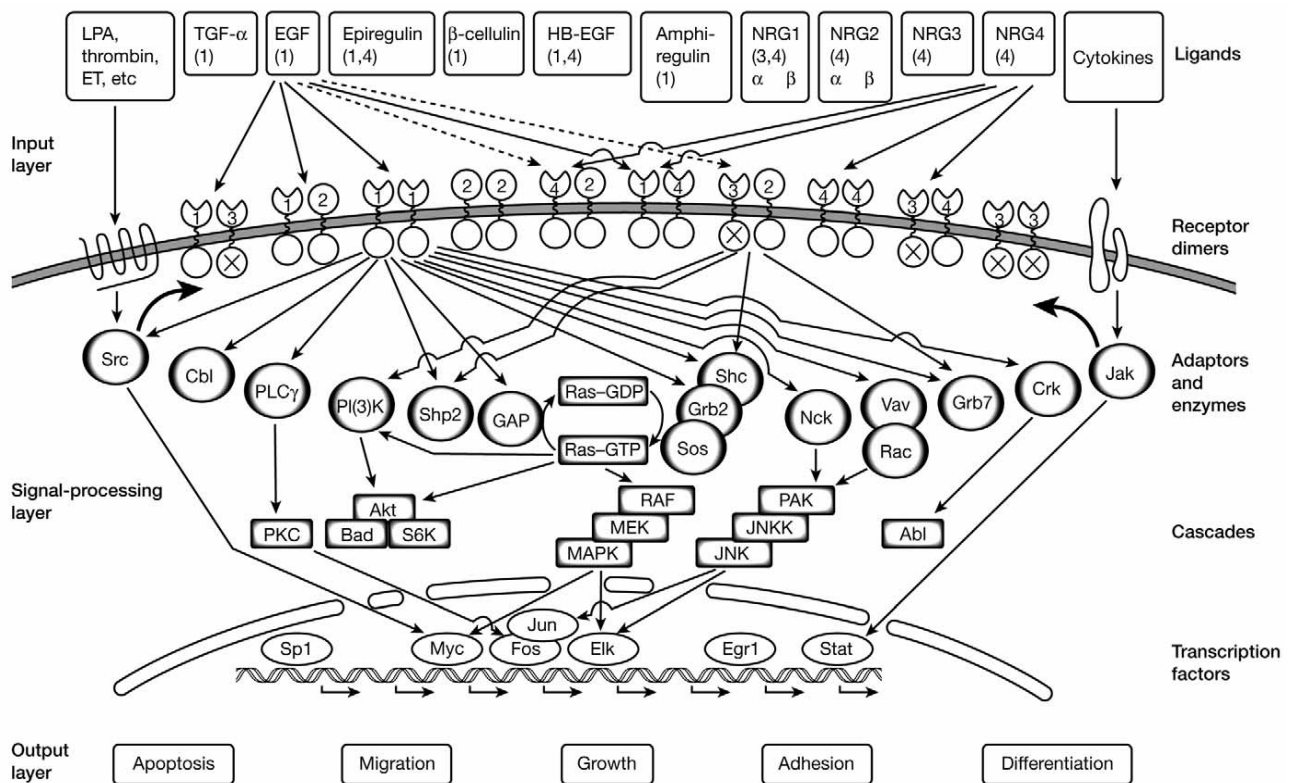 LPA,
thrombin,
ET, etc
TGF-α
(1)
EGF
(1)
Epiregulin
(1,4)
β-cellulin
(1)
HB-EGF
(1,4)
Amphi-
regulin
(1)
NRG1
(3,4)
α β
NRG2
(4)
α β
NRG3
(4)
NRG4
(4)
Cytokines
Ligands
Input
layer
1 3
1 2
1 1
2 2
4 2
1 4
3 2
4 4
3 4
3 3
Receptor
dimers
Src
Cbl
PLCγ
PI(3)K
Shp2
GAP
Ras–GDP
Ras–GTP
Shc
Grb2
Sos
Nck
Vav
Rac
Grb7
Crk
Jak
Adaptors
and
enzymes
Signal-processing
layer
PKC
Akt
Bad
S6K
RAF
MEK
MAPK
PAK
JNKK
JNK
Abl
Cascades
Sp1
Myc
Jun
Fos
Elk
Egr1
Stat
Transcription
factors
Output
layer
Apoptosis
Migration
Growth
Adhesion
Differentiation